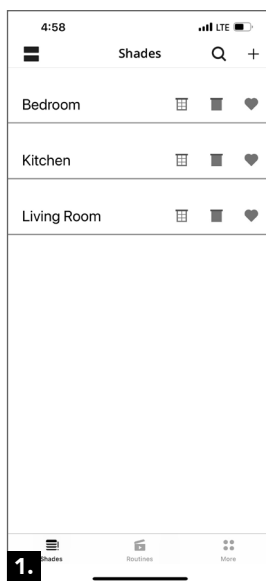 4:58 LTE
Shades
Bedroom
Kitchen
Living Room
Shades Routines More
1.